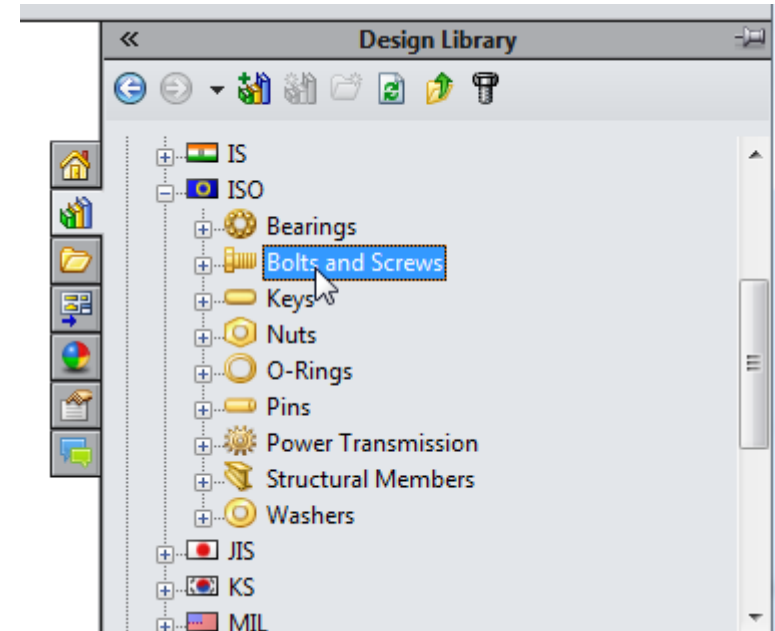 Design Library
IS
ISO
Bearings
Bolts and Screws
Keys
Nuts
O-Rings
Pins
Power Transmission
Structural Members
Washers
JIS
KS
MIL